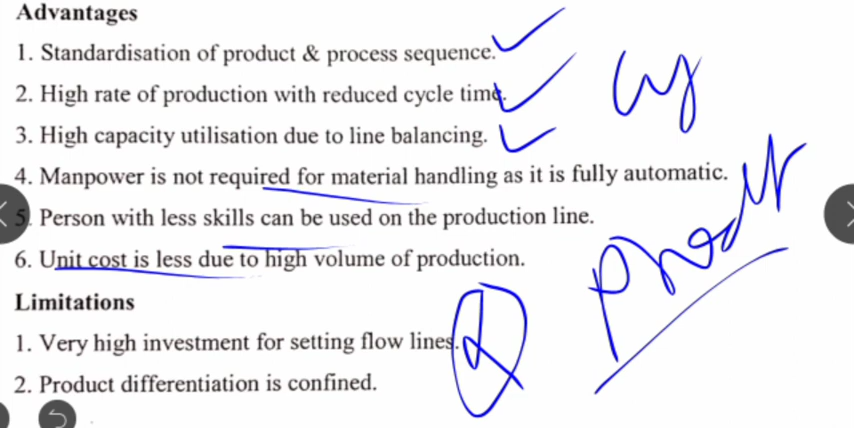 Advantages
1. Standardisation of product & process sequence.
2. High rate of production with reduced cycle time.
3. High capacity utilisation due to line balancing.
4. Manpower is not required for material handling as it is fully automatic.
5. Person with less skills can be used on the production line.
6. Unit cost is less due to high volume of production.
Limitations
1. Very high investment for setting flow lines.
2. Product differentiation is confined.